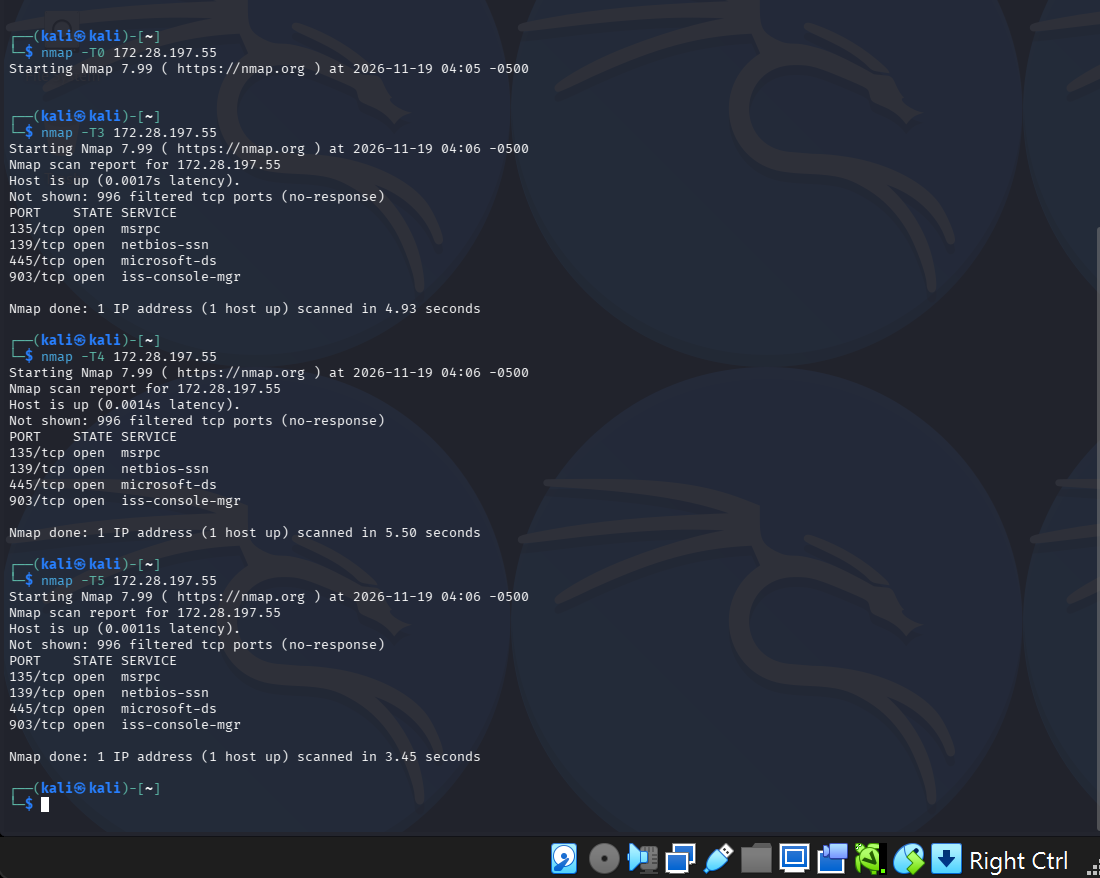 ┌──(kali㉿kali)-[~]
└─$ nmap -T0 172.28.197.55
Starting Nmap 7.99 ( https://nmap.org ) at 2026-11-19 04:05 -0500
┌──(kali㉿kali)-[~]
└─$ nmap -T3 172.28.197.55
Starting Nmap 7.99 ( https://nmap.org ) at 2026-11-19 04:06 -0500
Nmap scan report for 172.28.197.55
Host is up (0.0017s latency).
Not shown: 996 filtered tcp ports (no-response)
PORT    STATE SERVICE
135/tcp open  msrpc
139/tcp open  netbios-ssn
445/tcp open  microsoft-ds
903/tcp open  iss-console-mgr
Nmap done: 1 IP address (1 host up) scanned in 4.93 seconds
┌──(kali㉿kali)-[~]
└─$ nmap -T4 172.28.197.55
Starting Nmap 7.99 ( https://nmap.org ) at 2026-11-19 04:06 -0500
Nmap scan report for 172.28.197.55
Host is up (0.0014s latency).
Not shown: 996 filtered tcp ports (no-response)
PORT    STATE SERVICE
135/tcp open  msrpc
139/tcp open  netbios-ssn
445/tcp open  microsoft-ds
903/tcp open  iss-console-mgr
Nmap done: 1 IP address (1 host up) scanned in 5.50 seconds
┌──(kali㉿kali)-[~]
└─$ nmap -T5 172.28.197.55
Starting Nmap 7.99 ( https://nmap.org ) at 2026-11-19 04:06 -0500
Nmap scan report for 172.28.197.55
Host is up (0.0011s latency).
Not shown: 996 filtered tcp ports (no-response)
PORT    STATE SERVICE
135/tcp open  msrpc
139/tcp open  netbios-ssn
445/tcp open  microsoft-ds
903/tcp open  iss-console-mgr
Nmap done: 1 IP address (1 host up) scanned in 3.45 seconds
┌──(kali㉿kali)-[~]
└─$
Right Ctrl